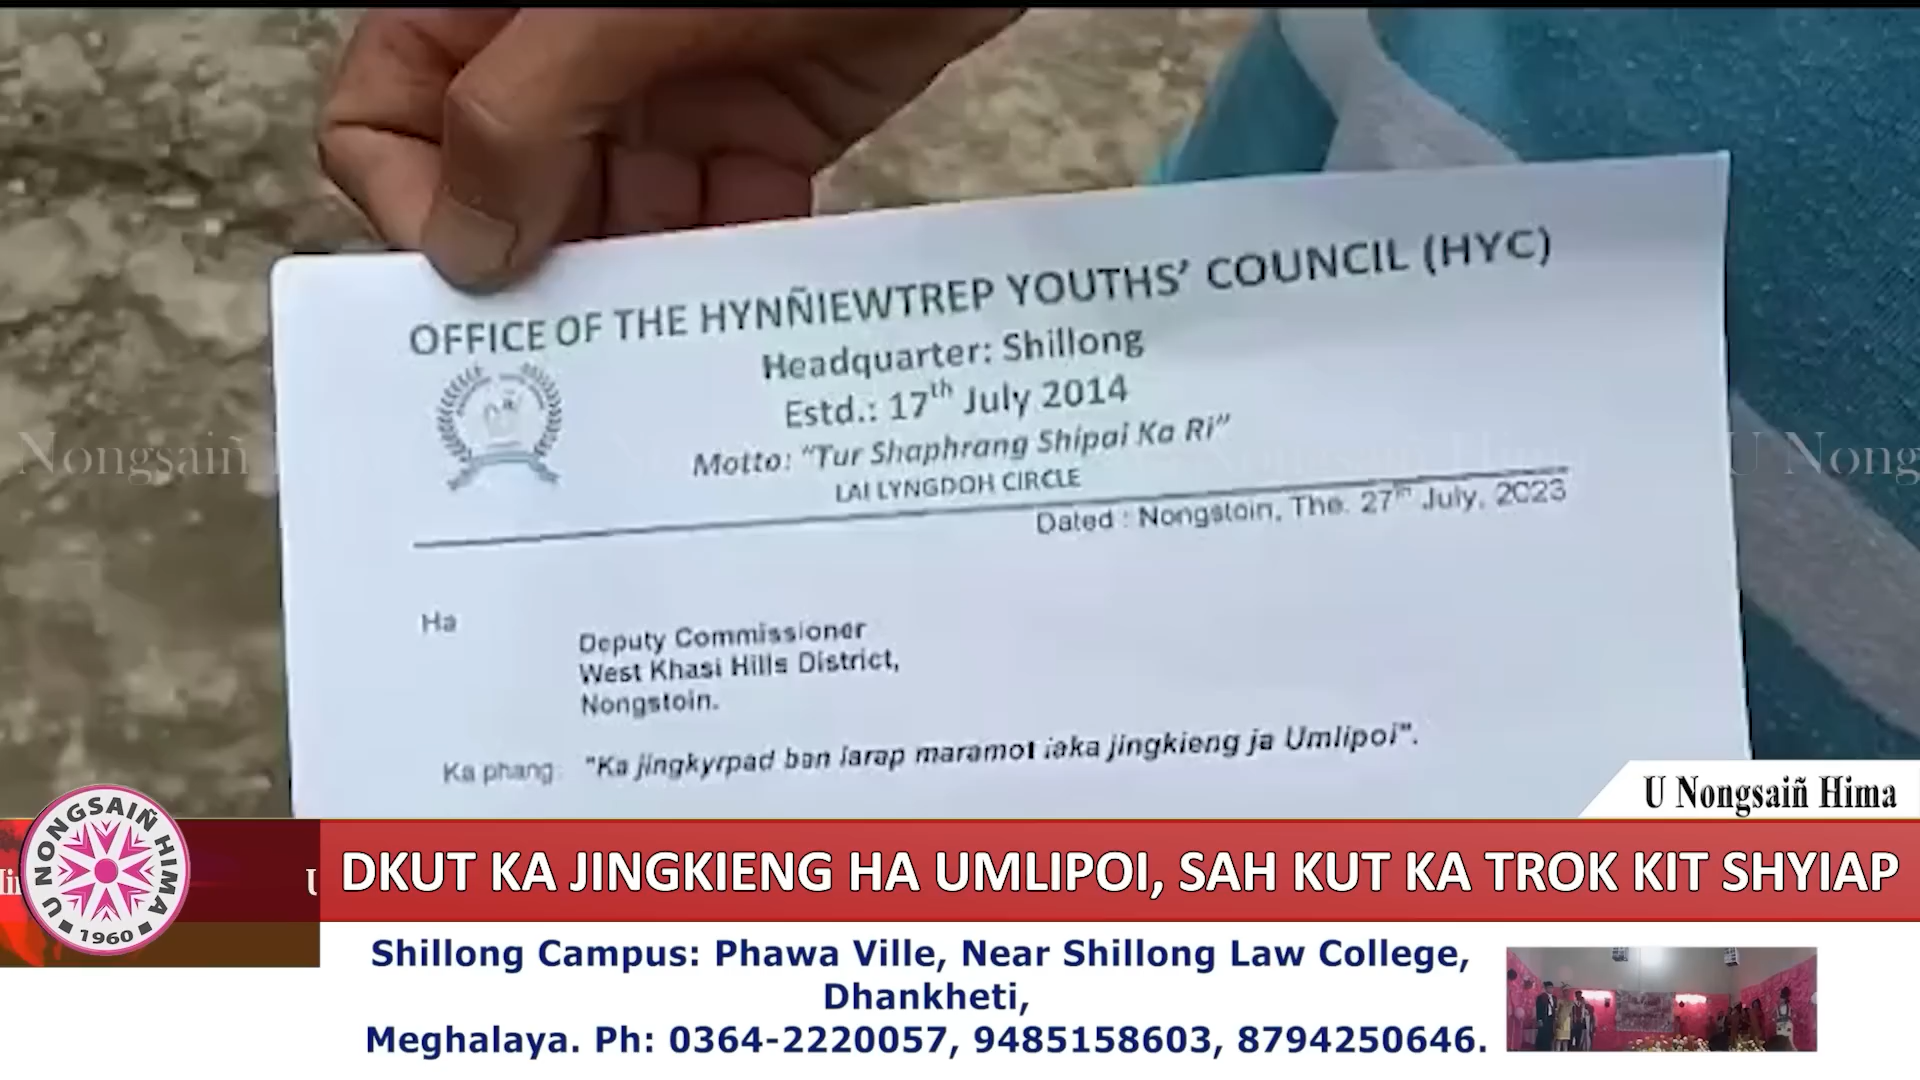 OFFICE OF THE HYNÑIEWTREP YOUTHS' COUNCIL (HYC)
Headquarter: Shillong
Estd.: 17th July 2014
Motto: "Tur Shaphrang Shipai Ka Ri"
LAI LYNGDOH CIRCLE
Dated : Nongstoin, The. 27th July, 2023
Ha
Deputy Commissioner
West Khasi Hills District,
Nongstoin.
Ka phang: "Ka jingkyrpad ban iarap maramot iaka jingkieng ja Umlipoi".
Nongsaiñ
U Nong
U Nongsaiñ Hima
U NONGSAIÑ HIMA
1960
DKUT KA JINGKIENG HA UMLIPOI, SAH KUT KA TROK KIT SHYIAP
Shillong Campus: Phawa Ville, Near Shillong Law College,
Dhankheti,
Meghalaya. Ph: 0364-2220057, 9485158603, 8794250646.